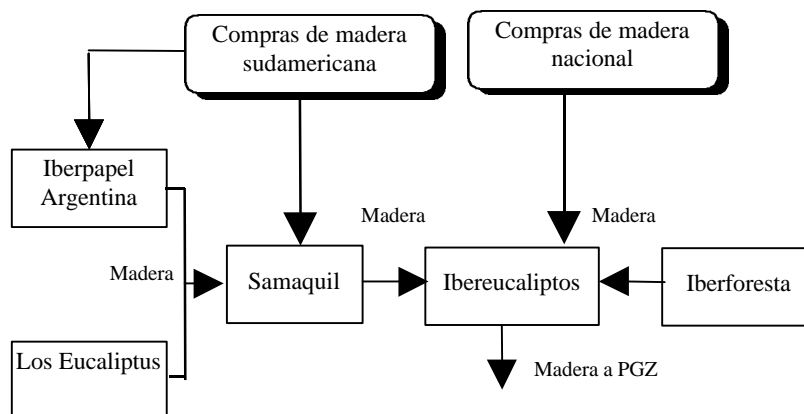 Compras de madera
sudamericana
Compras de madera
nacional
Iberpapel
Argentina
Madera
Madera
Madera
Samaquil
Ibereucaliptos
Iberforesta
Los Eucaliptus
Madera a PGZ